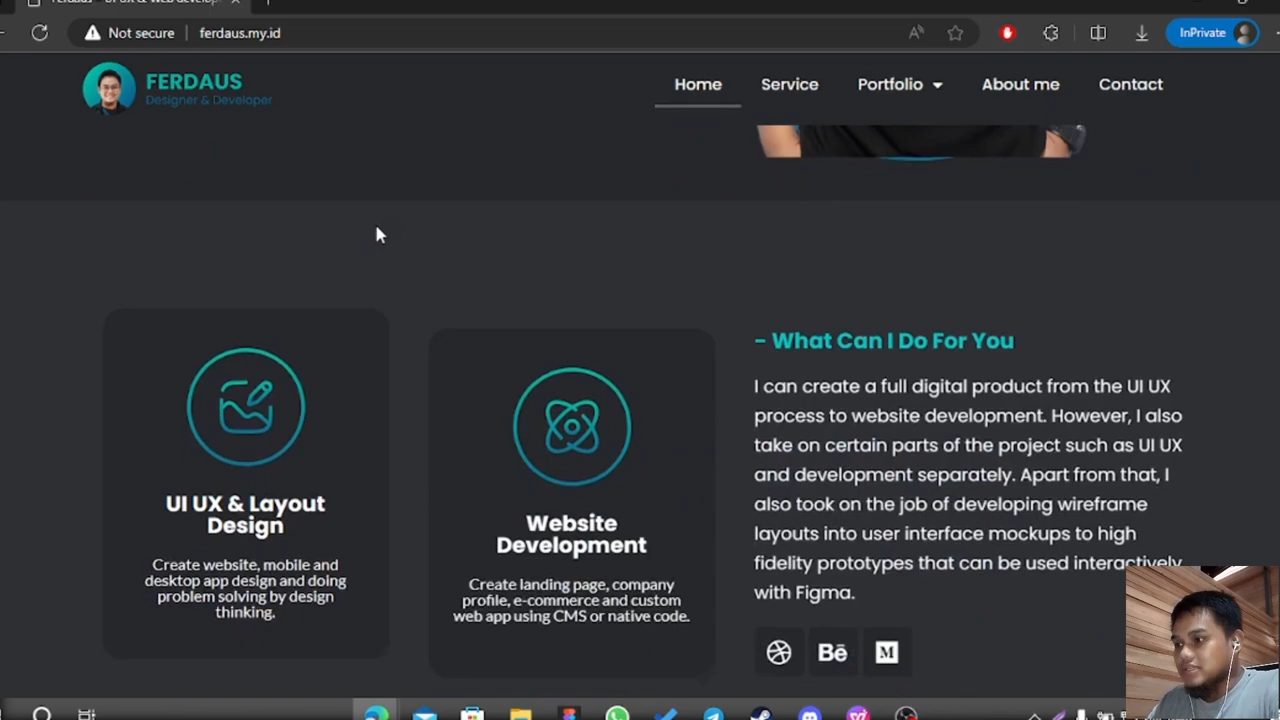 Not secure
ferdaus.my.id
InPrivate
FERDAUS
Designer & Developer
Home
Service
Portfolio
About me
Contact
UI UX & Layout
Design
Create website, mobile and
desktop app design and doing
problem solving by design
thinking.
Website
Development
Create landing page, company
profile, e-commerce and custom
web app using CMS or native code.
- What Can I Do For You
I can create a full digital product from the UI UX
process to website development. However, I also
take on certain parts of the project such as UI UX
and development separately. Apart from that, I
also took on the job of developing wireframe
layouts into user interface mockups to high
fidelity prototypes that can be used interactively
with Figma.
Bē
M